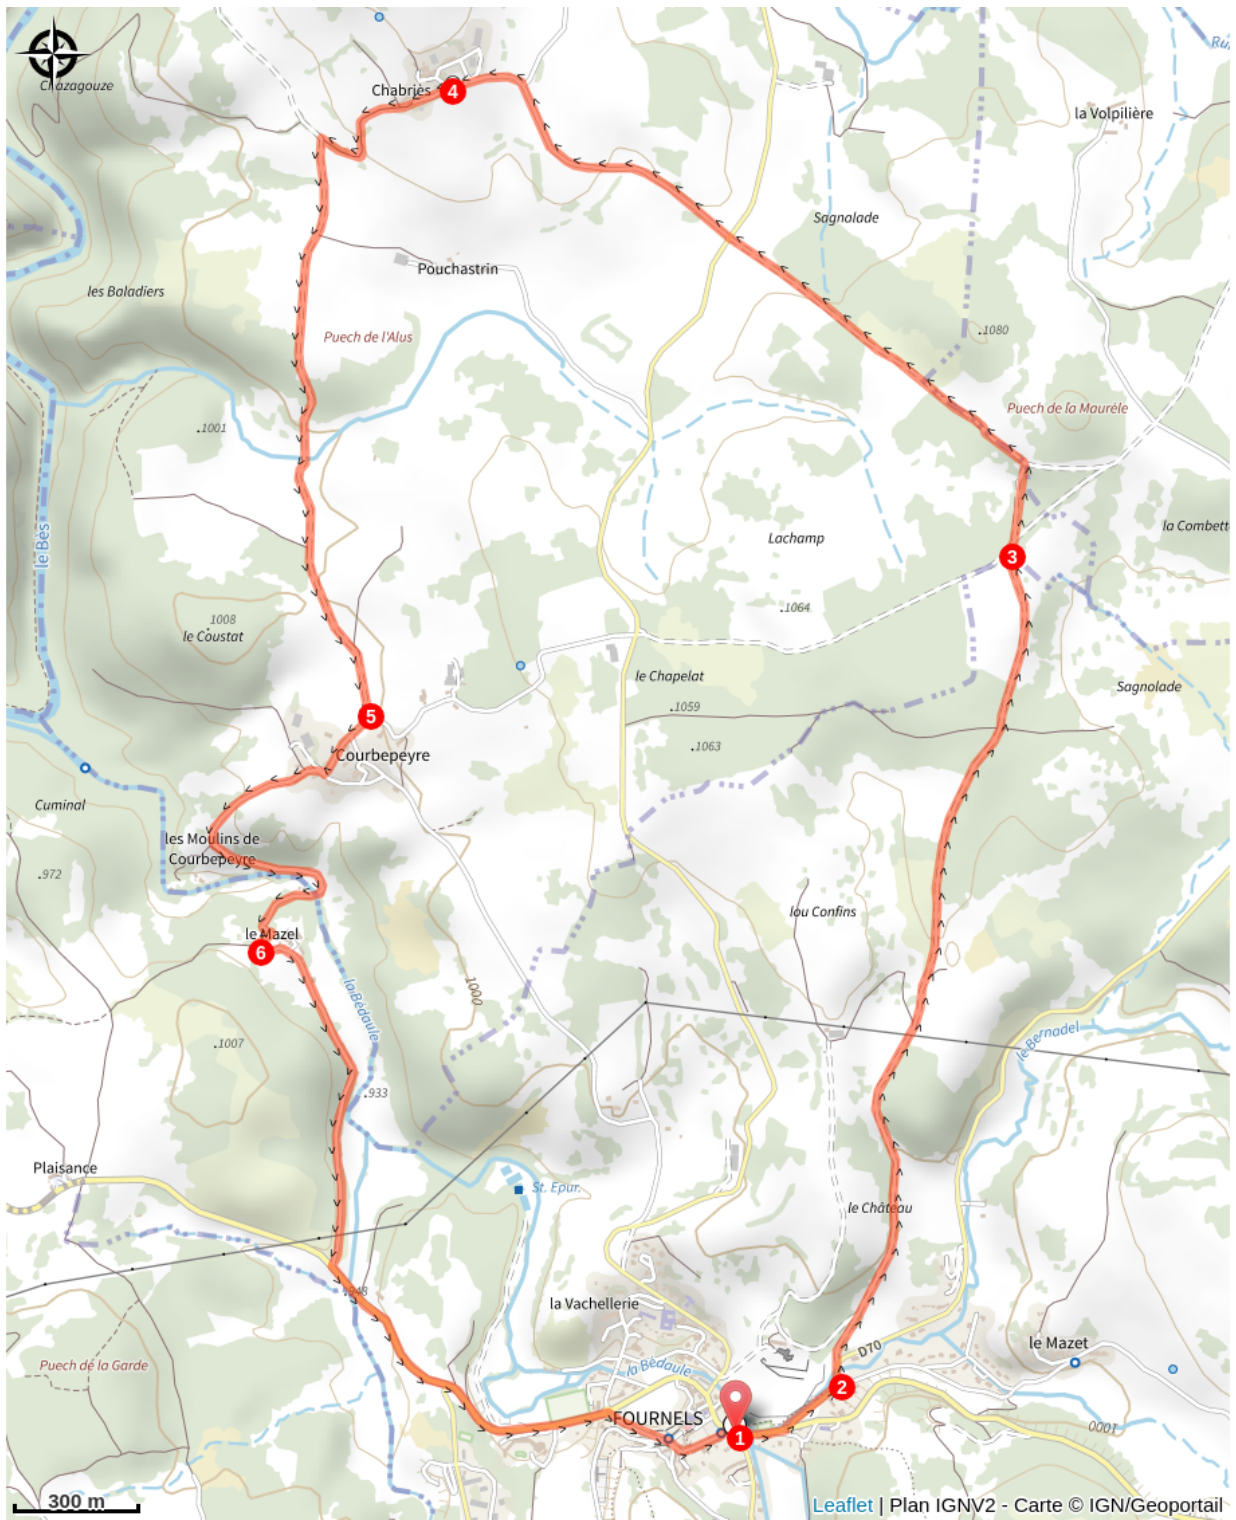 Chazagouze
Chabriès
4
la Volpilière
Sagnolade
Pouchastrin
les Baladiers
Puech de l'Alus
.1080
Puech de la Maurèle
.1001
le Bès
Lachamp
la Combett
3
.1008
le Coustat
.1064
le Chapelat
Sagnolade
.1059
5
.1063
Courbepeyre
Cuminal
les Moulins de
Courbepeyre
.972
lou Confins
le Mazel
6
1000
la Bédaule
.1007
le Bernadel
.933
Plaisance
St. Epur.
le Château
.948
la Vachellerie
D70
le Mazet
Puech de la Garde
la Bédaule
2
FOURNELS
1
1000
300 m
Leaflet | Plan IGNV2 - Carte © IGN/Geoportail